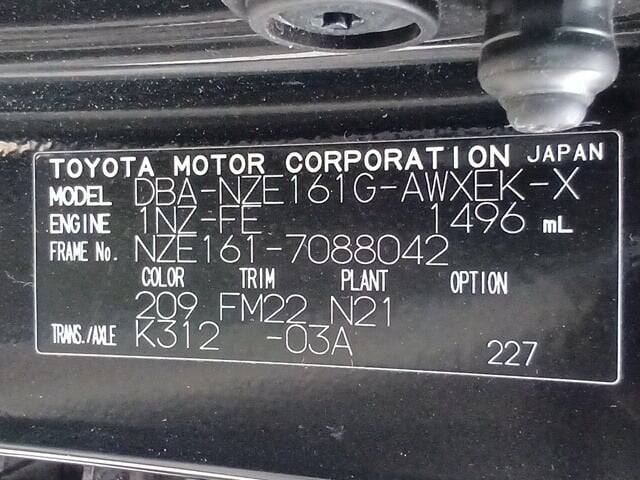 TOYOTA MOTOR CORPORATION JAPAN
MODEL DBA-NZE161G-AWXEK-X
ENGINE 1NZ-FE 1496 mL
FRAME No. NZE161-7088042
COLOR TRIM PLANT OPTION
209 FM22 N21
TRANS./AXLE K312 -03A
227